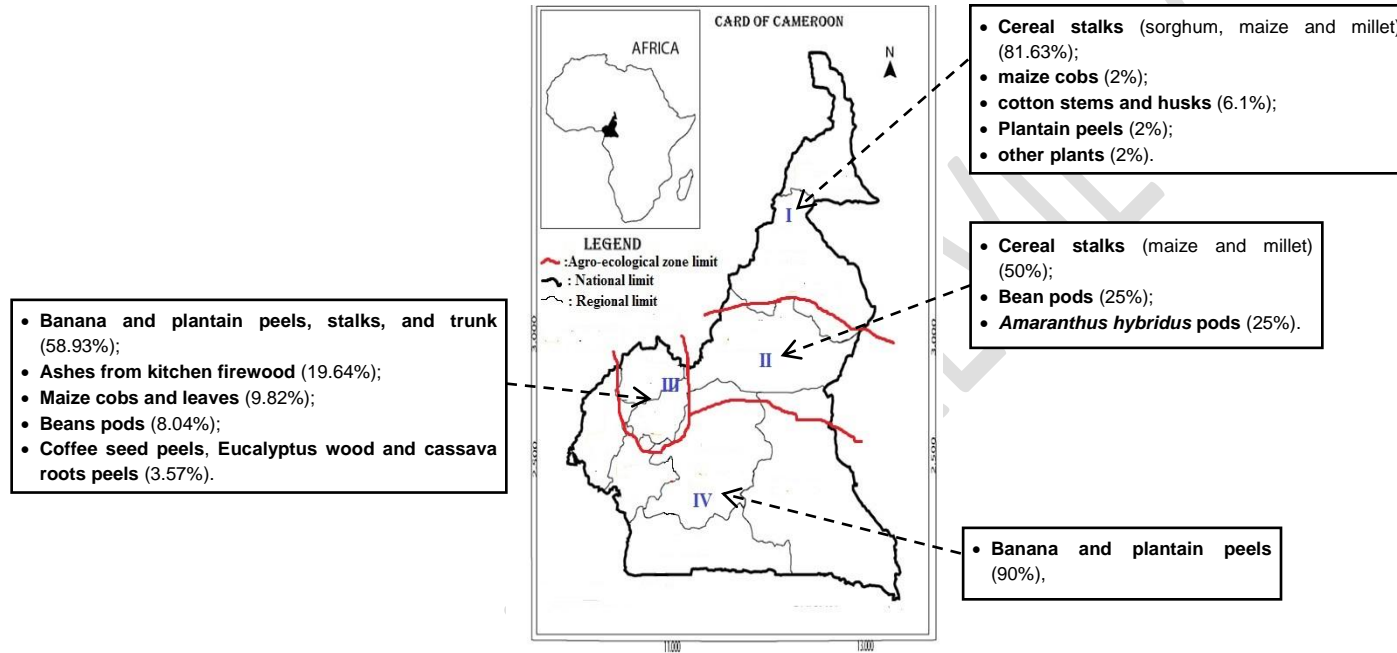 CARD OF CAMEROON
AFRICA
N
LEGEND
:Agro-ecological zone limit
: National limit
: Regional limit
I
II
III
IV
• Cereal stalks (sorghum, maize and millet)
(81.63%);
• maize cobs (2%);
• cotton stems and husks (6.1%);
• Plantain peels (2%);
• other plants (2%).
• Cereal stalks (maize and millet)
(50%);
• Bean pods (25%);
• Amaranthus hybridus pods (25%).
• Banana and plantain peels, stalks, and trunk
(58.93%);
• Ashes from kitchen firewood (19.64%);
• Maize cobs and leaves (9.82%);
• Beans pods (8.04%);
• Coffee seed peels, Eucalyptus wood and cassava
roots peels (3.57%).
• Banana and plantain peels
(90%),
3.000
2.500
3.000
2.500
11.000
13.000